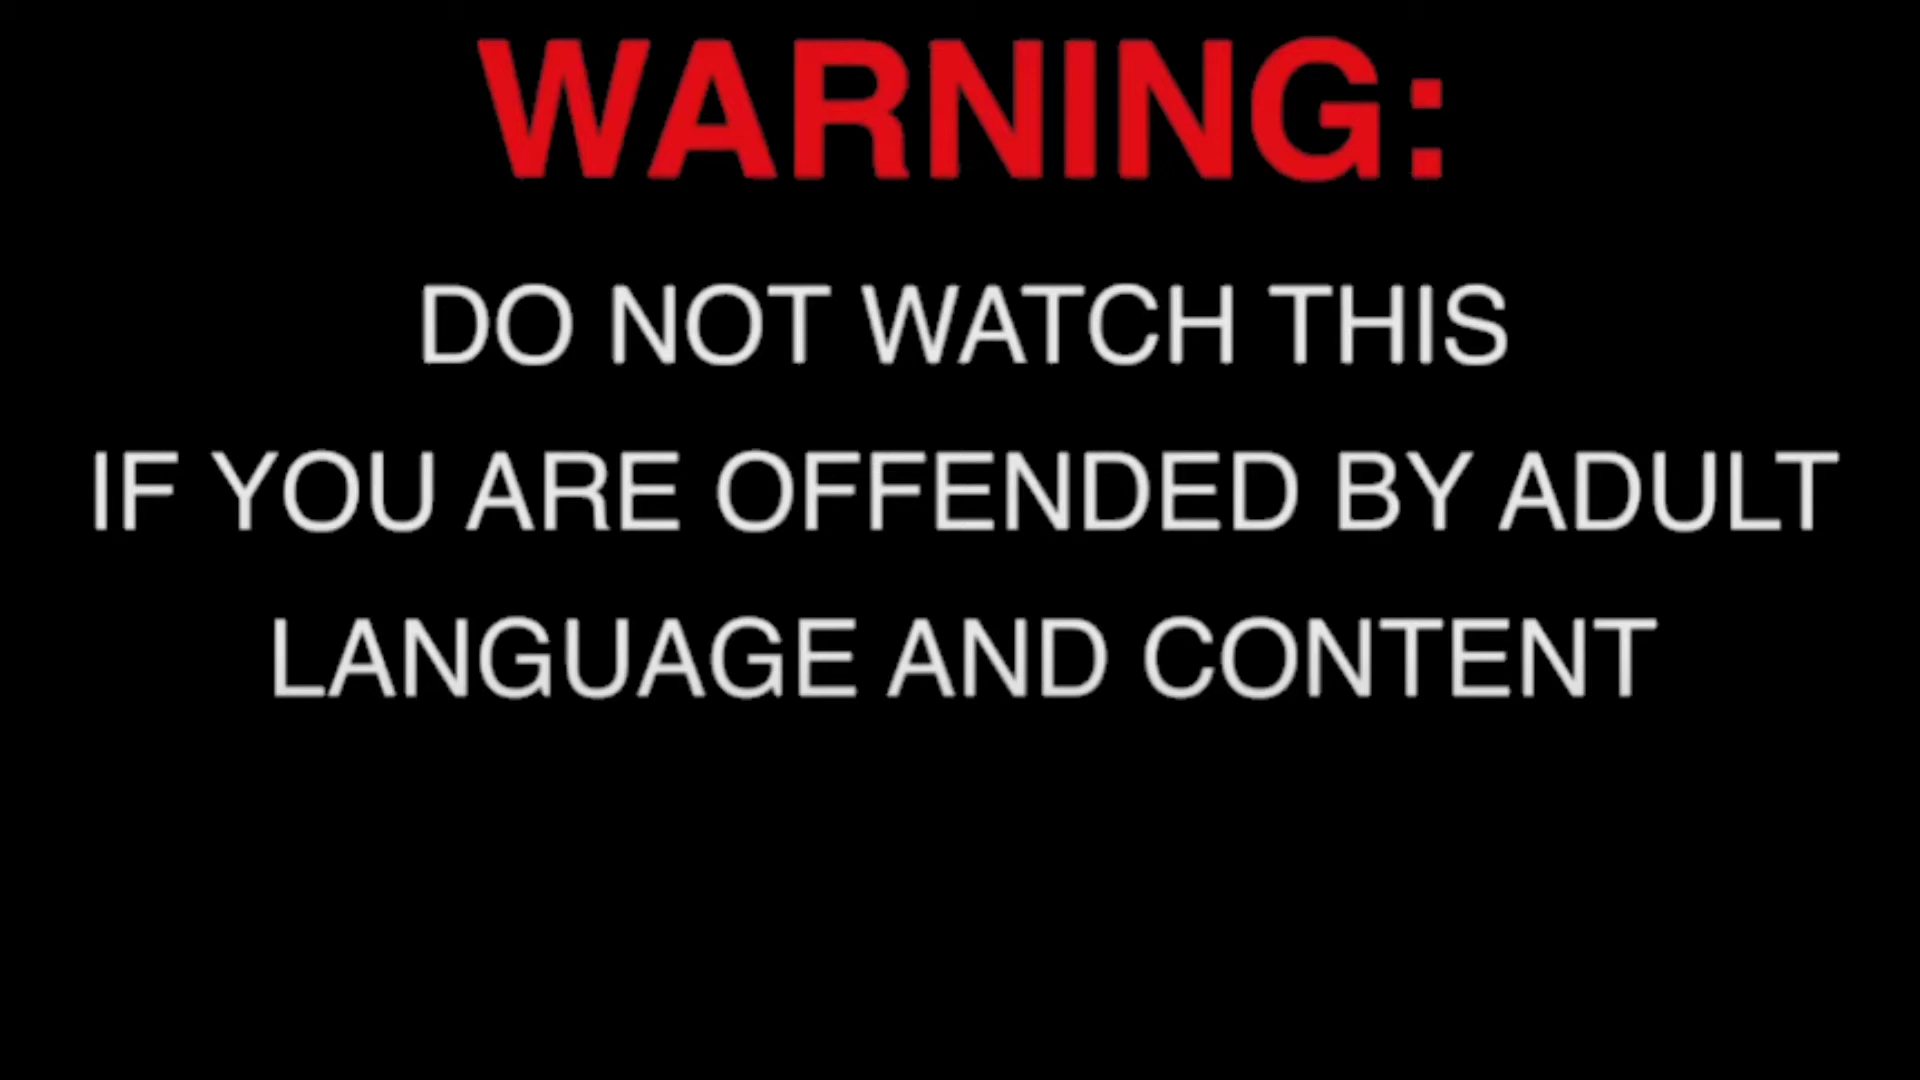 WARNING:
DO NOT WATCH THIS
IF YOU ARE OFFENDED BY ADULT
LANGUAGE AND CONTENT